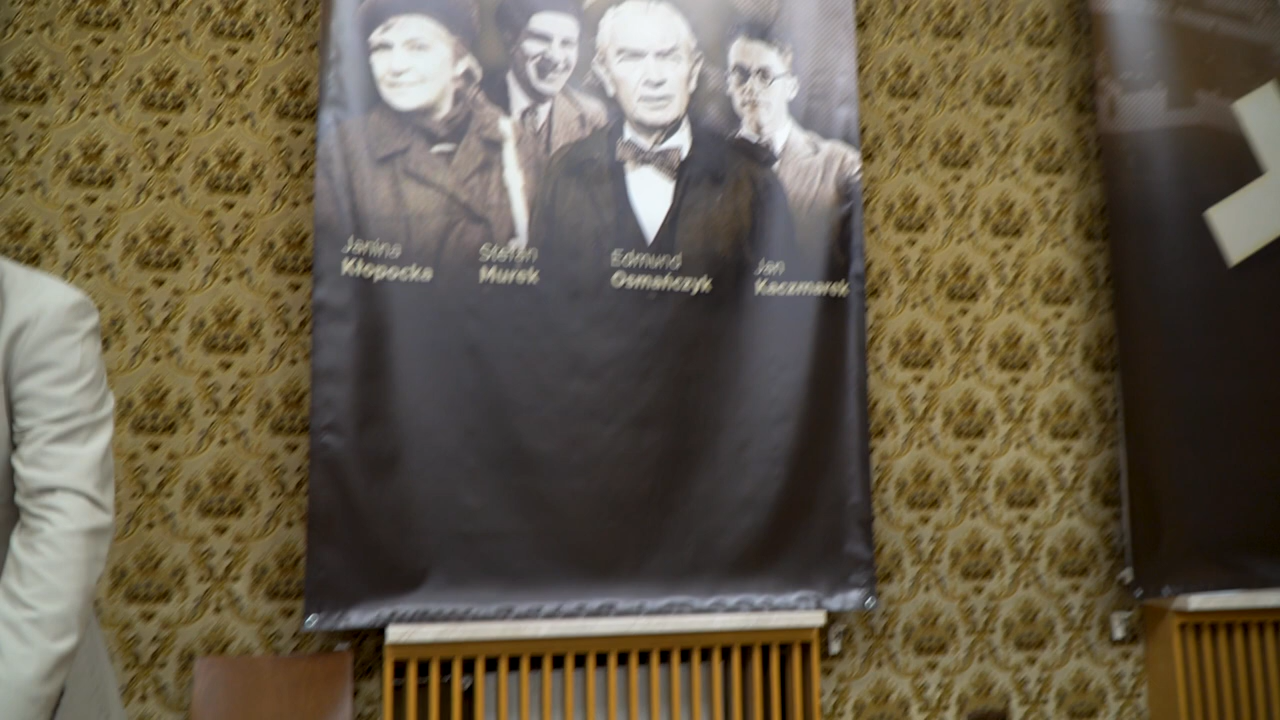 Janina
Kłopocka
Stefan
Murek
Edmund
Osmańczyk
Jan
Kaczmarek